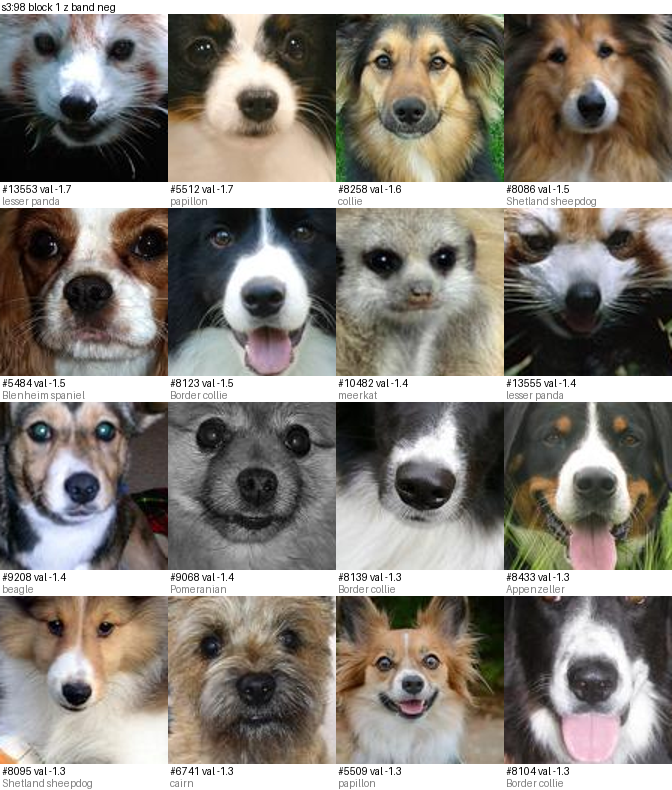 s3:98 block 1 z band neg
#13553 val -1.7
lesser panda
#5512 val -1.7
papillon
#8258 val -1.6
collie
#8086 val -1.5
Shetland sheepdog
#5484 val -1.5
Blenheim spaniel
#8123 val -1.5
Border collie
#10482 val -1.4
meerkat
#13555 val -1.4
lesser panda
#9208 val -1.4
beagle
#9068 val -1.4
Pomeranian
#8139 val -1.3
Border collie
#8433 val -1.3
Appenzeller
#8095 val -1.3
Shetland sheepdog
#6741 val -1.3
cairn
#5509 val -1.3
papillon
#8104 val -1.3
Border collie